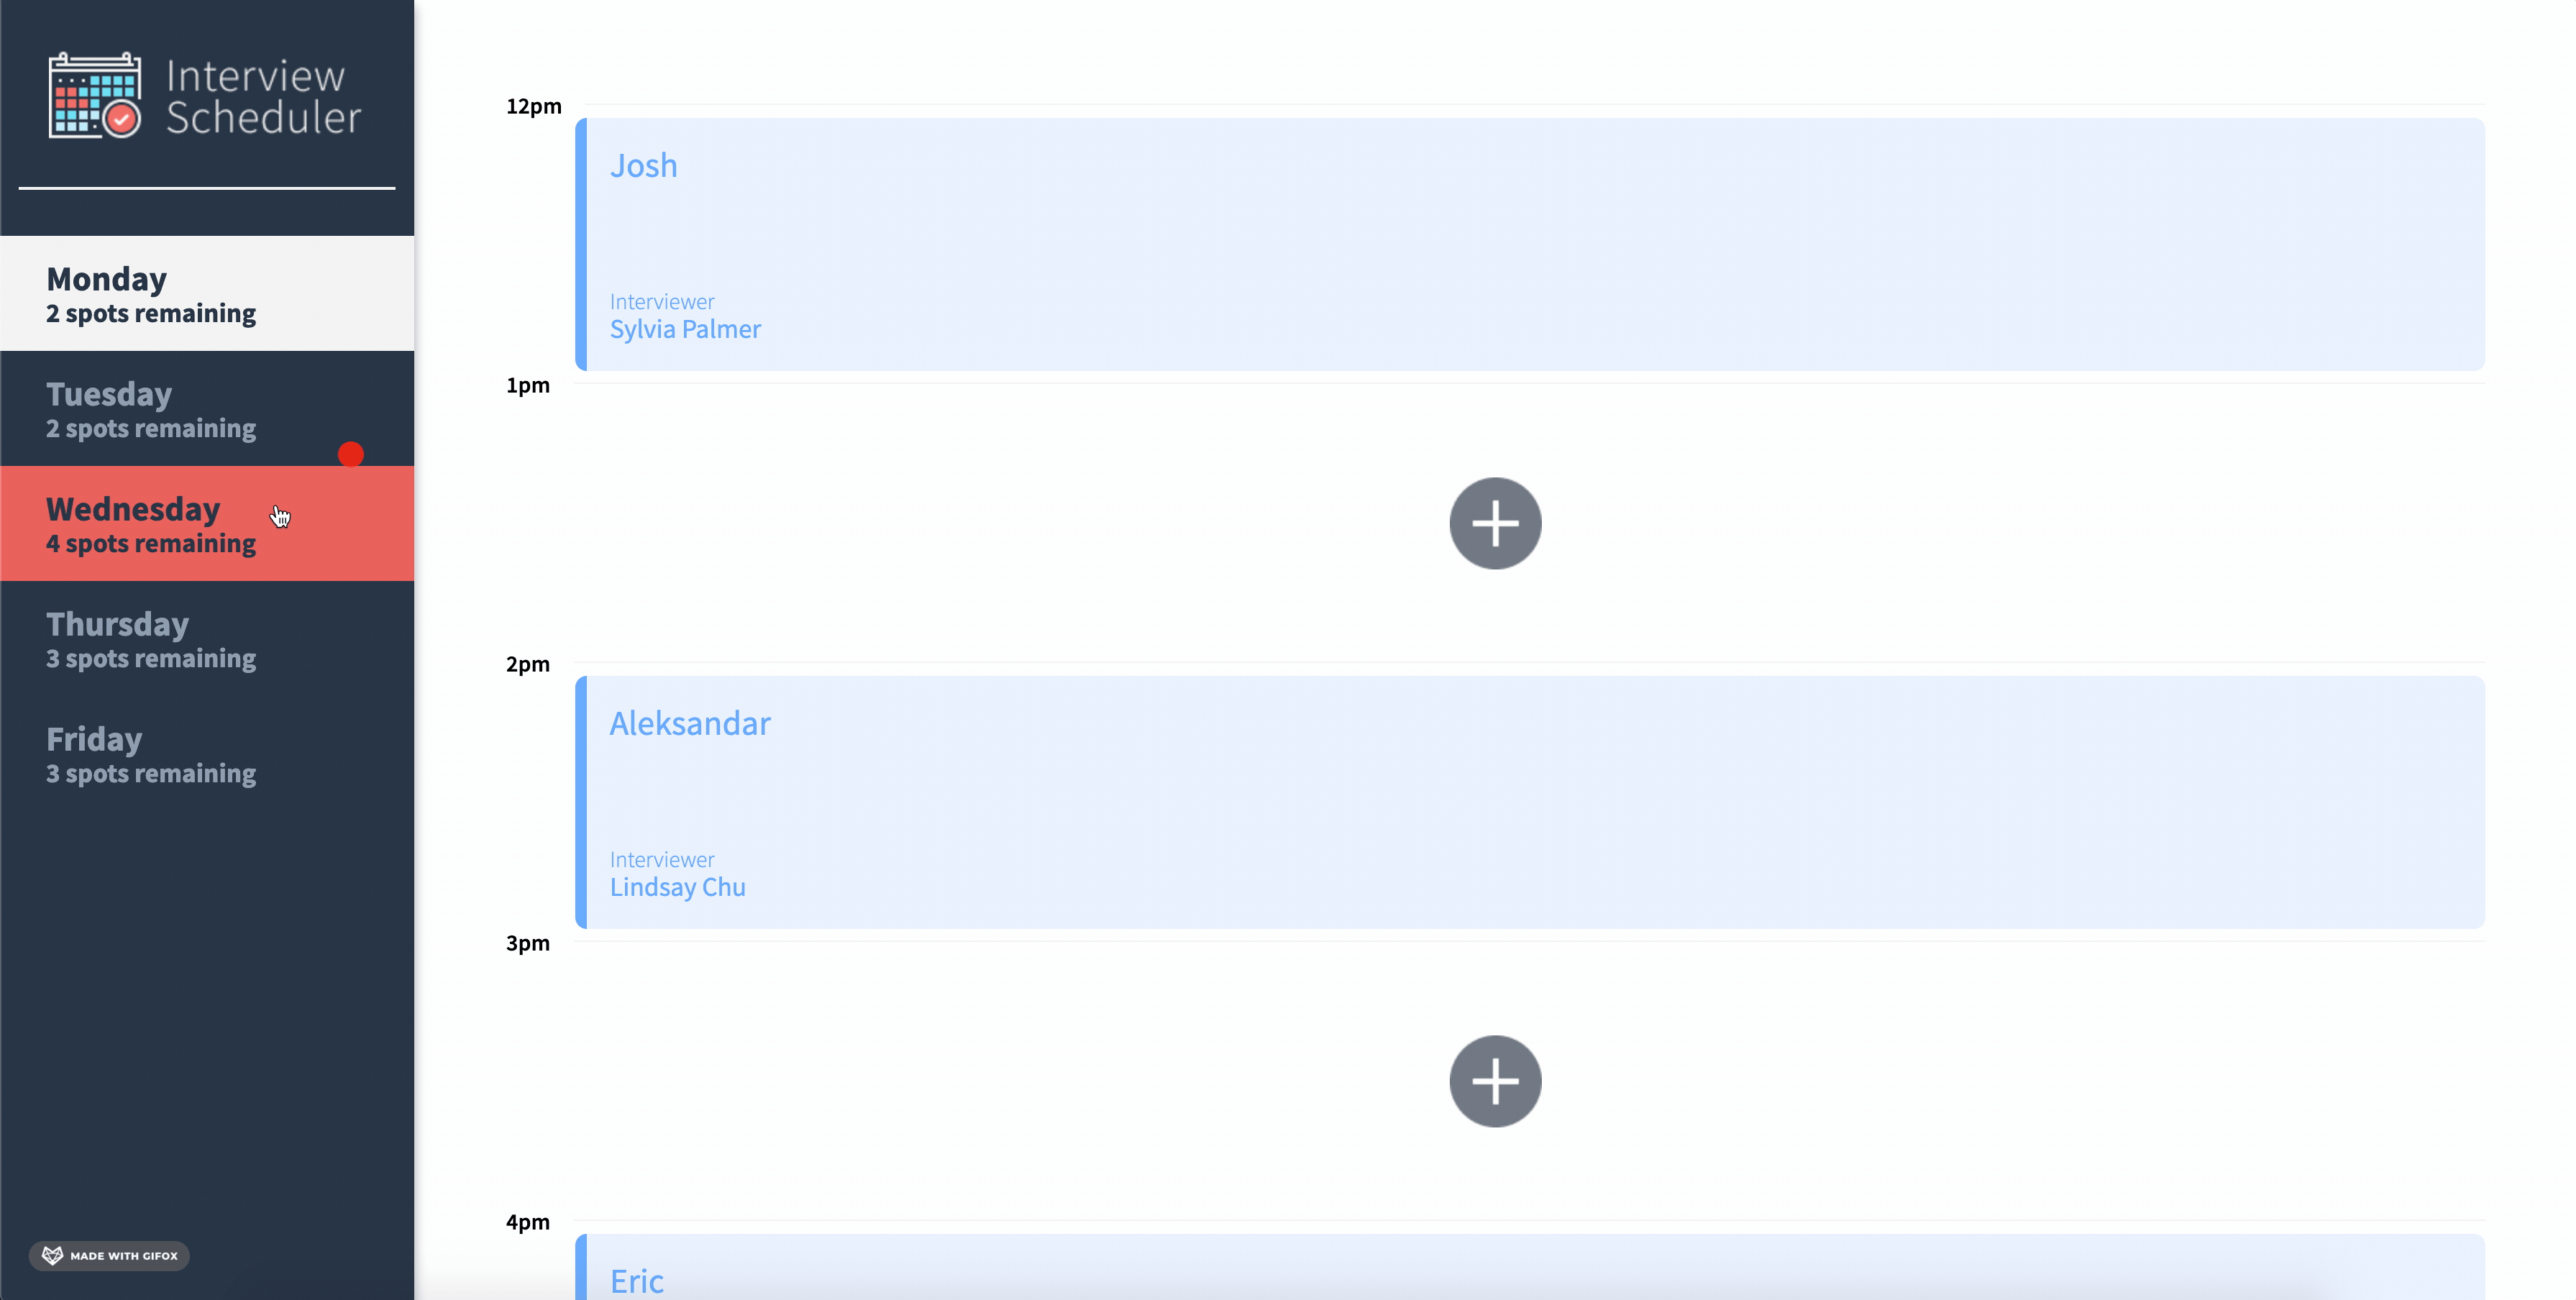 Interview
Scheduler
Monday
2 spots remaining
Tuesday
2 spots remaining
Wednesday
4 spots remaining
Thursday
3 spots remaining
Friday
3 spots remaining
MADE WITH GIFOX
12pm
Josh
Interviewer
Sylvia Palmer
1pm
2pm
Aleksandar
Interviewer
Lindsay Chu
3pm
4pm
Eric